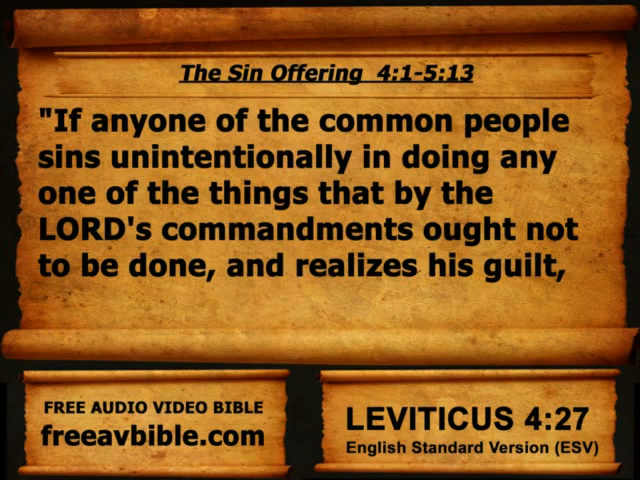 The Sin Offering  4:1-5:13
"If anyone of the common people
sins unintentionally in doing any
one of the things that by the
LORD's commandments ought not
to be done, and realizes his guilt,
FREE AUDIO VIDEO BIBLE
freeavbible.com
LEVITICUS 4:27
English Standard Version (ESV)